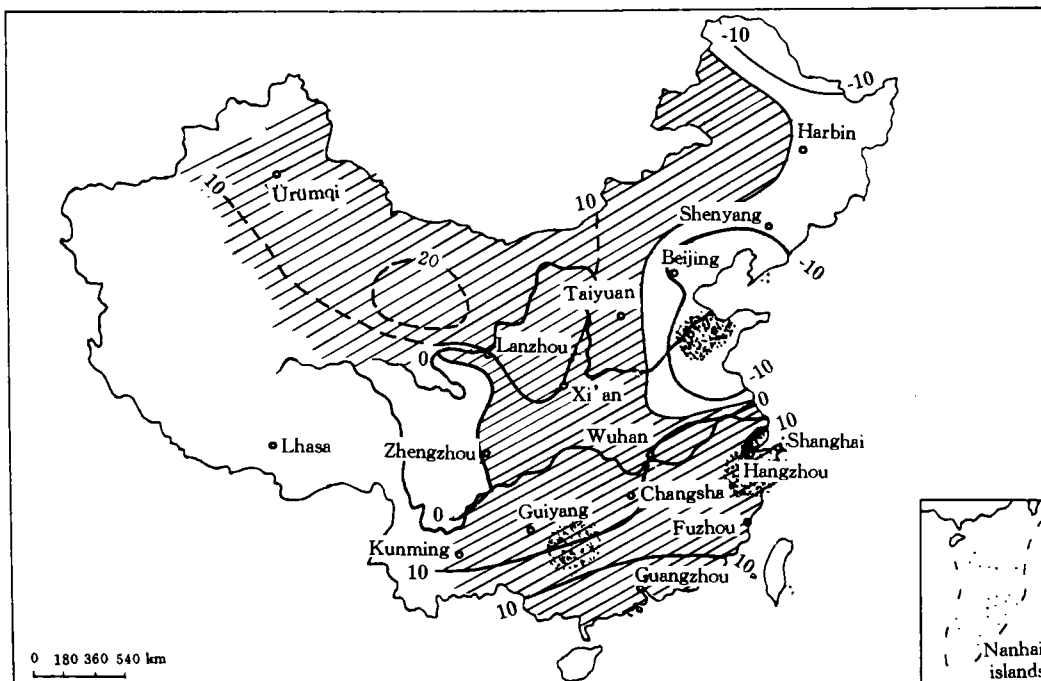 -10
-10
Harbin
10
Ürümqi
10
Shenyang
20
Beijing
-10
Taiyuan
0
Lanzhou
-10
Xi'an
0
10
Wuhan
Shanghai
Lhasa
Zhengzhou
Hangzhou
Changsha
0
Guiyang
Fuzhou
Kunming
10
10
Guangzhou
10
0 180 360 540 km
Nanhai
islands